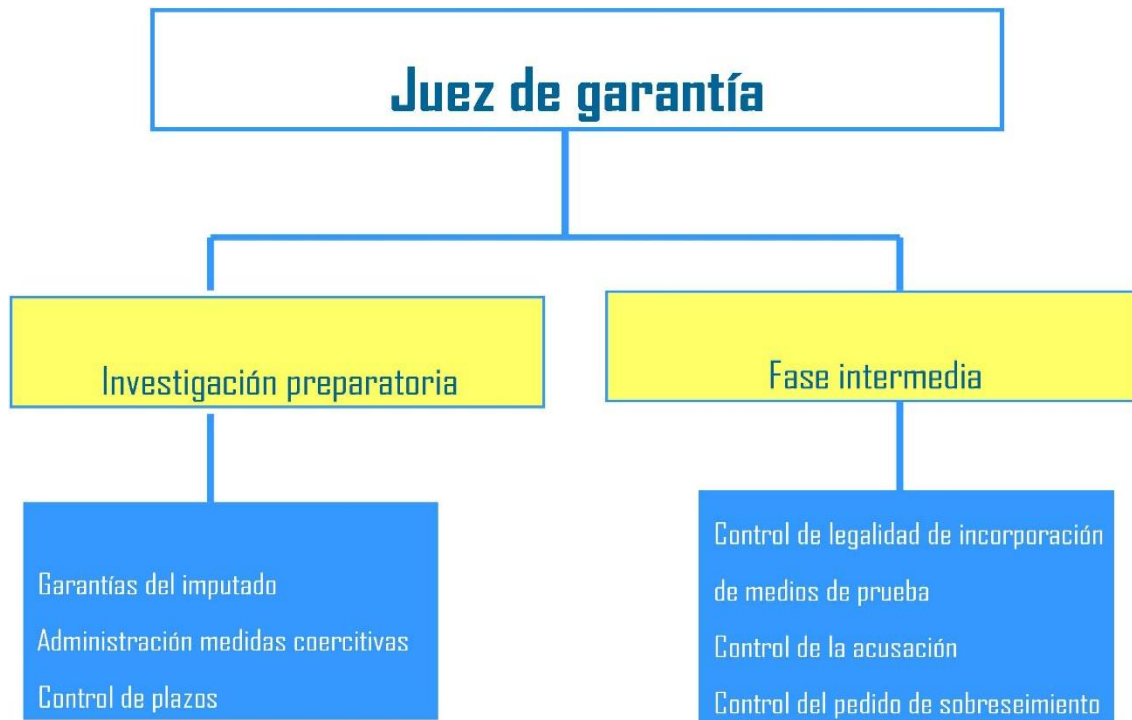 Juez de garantía
Investigación preparatoria
Fase intermedia
Garantías del imputado
Administración medidas coercitivas
Control de plazos
Control de legalidad de incorporación
de medios de prueba
Control de la acusación
Control del pedido de sobreseimiento